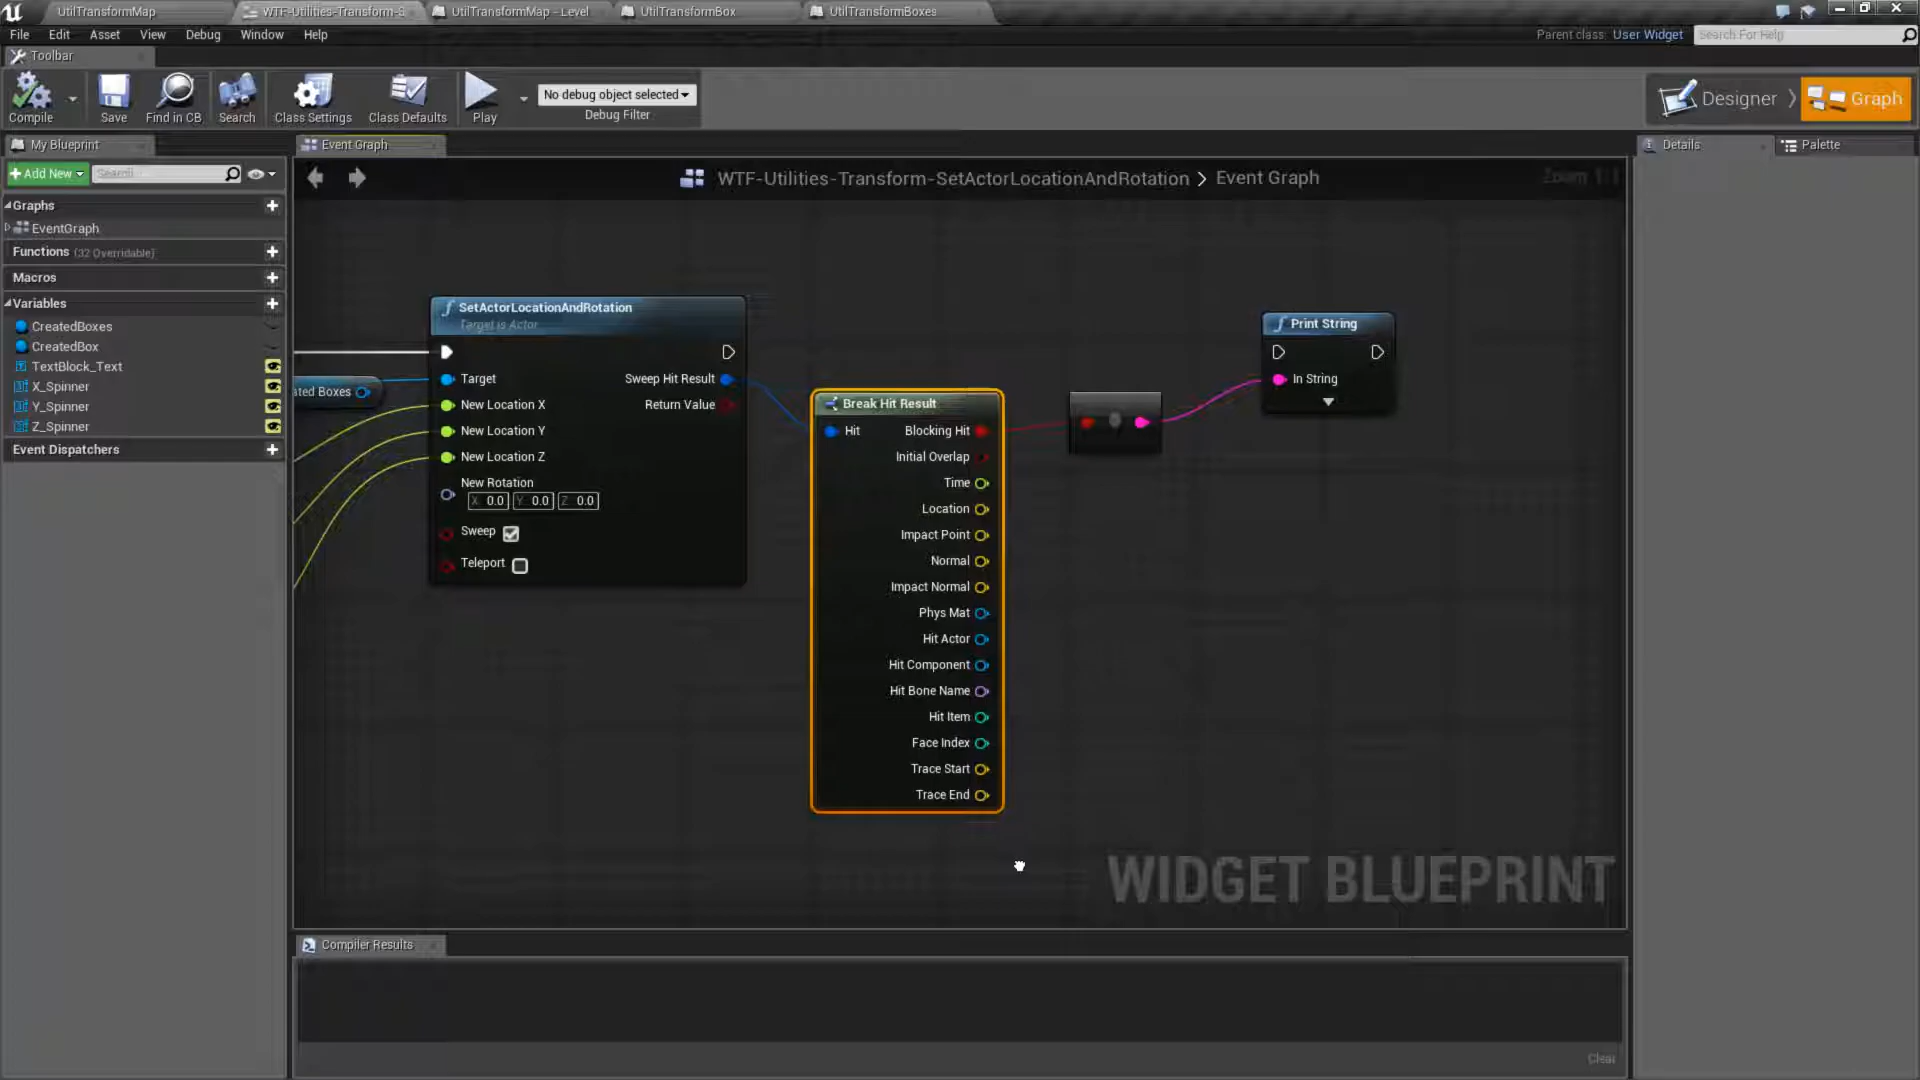 UtilTransformMap
WTF-Utilities-Transform-S
UtilTransformMap - Level
UtilTransformBox
UtilTransformBoxes
File
Edit
Asset
View
Debug
Window
Help
Parent class: User Widget
Search For Help
Toolbar
Compile
Save
Find in CB
Search
Class Settings
Class Defaults
Play
No debug object selected
Debug Filter
Designer
Graph
My Blueprint
Event Graph
Details
Palette
Add New
Search
WTF-Utilities-Transform-SetActorLocationAndRotation > Event Graph
Zoom 1:1
Graphs
EventGraph
Functions (32 Overridable)
Macros
Variables
CreatedBoxes
CreatedBox
TextBlock_Text
X_Spinner
Y_Spinner
Z_Spinner
Event Dispatchers
ated Boxes
SetActorLocationAndRotation
Target is Actor
Target
Sweep Hit Result
New Location X
Return Value
New Location Y
New Location Z
New Rotation
X 0.0 Y 0.0 Z 0.0
Sweep
Teleport
Break Hit Result
Hit
Blocking Hit
Initial Overlap
Time
Location
Impact Point
Normal
Impact Normal
Phys Mat
Hit Actor
Hit Component
Hit Bone Name
Hit Item
Face Index
Trace Start
Trace End
Print String
In String
WIDGET BLUEPRINT
Compiler Results
Clear